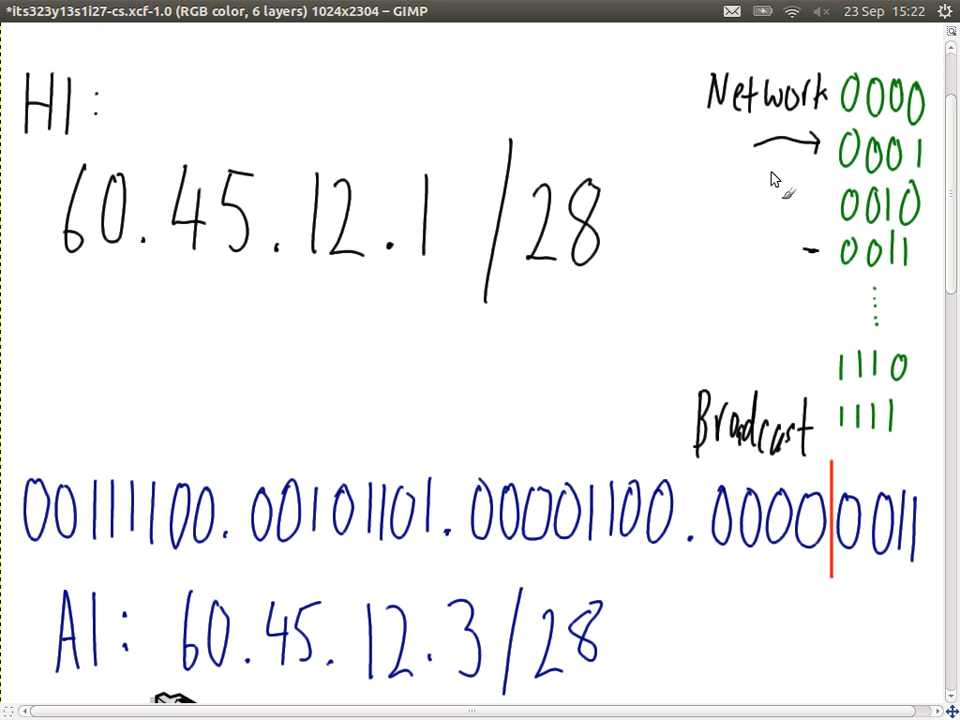 *its323y13s1i27-cs.xcf-1.0 (RGB color, 6 layers) 1024x2304 – GIMP
23 Sep 15:22
H1:
60.45.12.1 /28
Network 0000
0001
0010
- 0011
1110
Broadcast 1111
00111100.00101101.00001100.00000011
A1: 60.45.12.3/28